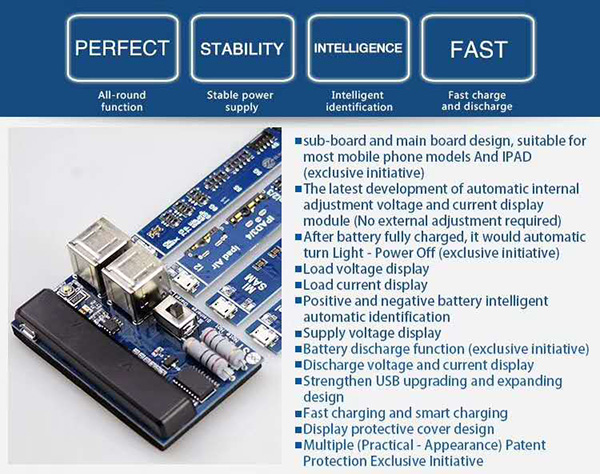 PERFECT
STABILITY
INTELLIGENCE
FAST
All-round
function
Stable power
supply
Intelligent
identification
Fast charge
and discharge
■sub-board and main board design, suitable for
most mobile phone models And IPAD
(exclusive initiative)
■The latest development of automatic internal
adjustment voltage and current display
module (No external adjustment required)
■After battery fully charged, it would automatic
turn Light - Power Off (exclusive initiative)
■Load voltage display
■Load current display
■Positive and negative battery intelligent
automatic identification
■Supply voltage display
■Battery discharge function (exclusive initiative)
■Discharge voltage and current display
■Strengthen USB upgrading and expanding
design
■Fast charging and smart charging
■Display protective cover design
■Multiple (Practical - Appearance) Patent
Protection Exclusive Initiative
IPAD3/4
Ipad Air
SAM